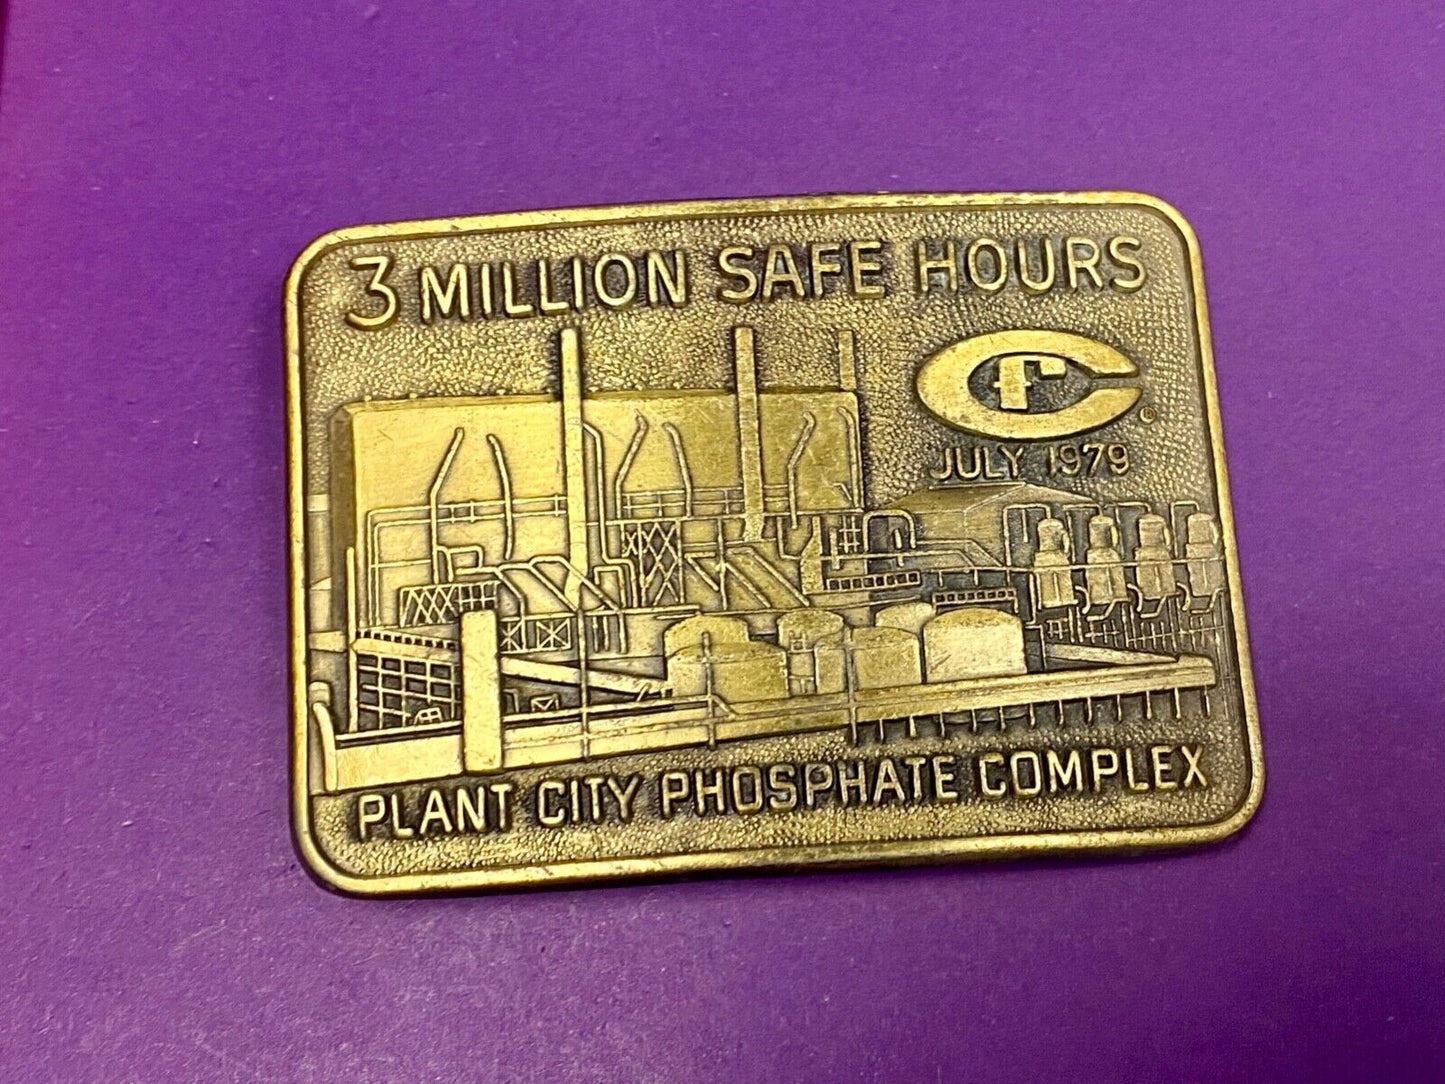 3 MILLION SAFE HOURS
CF®
JULY 1979
PLANT CITY PHOSPHATE COMPLEX